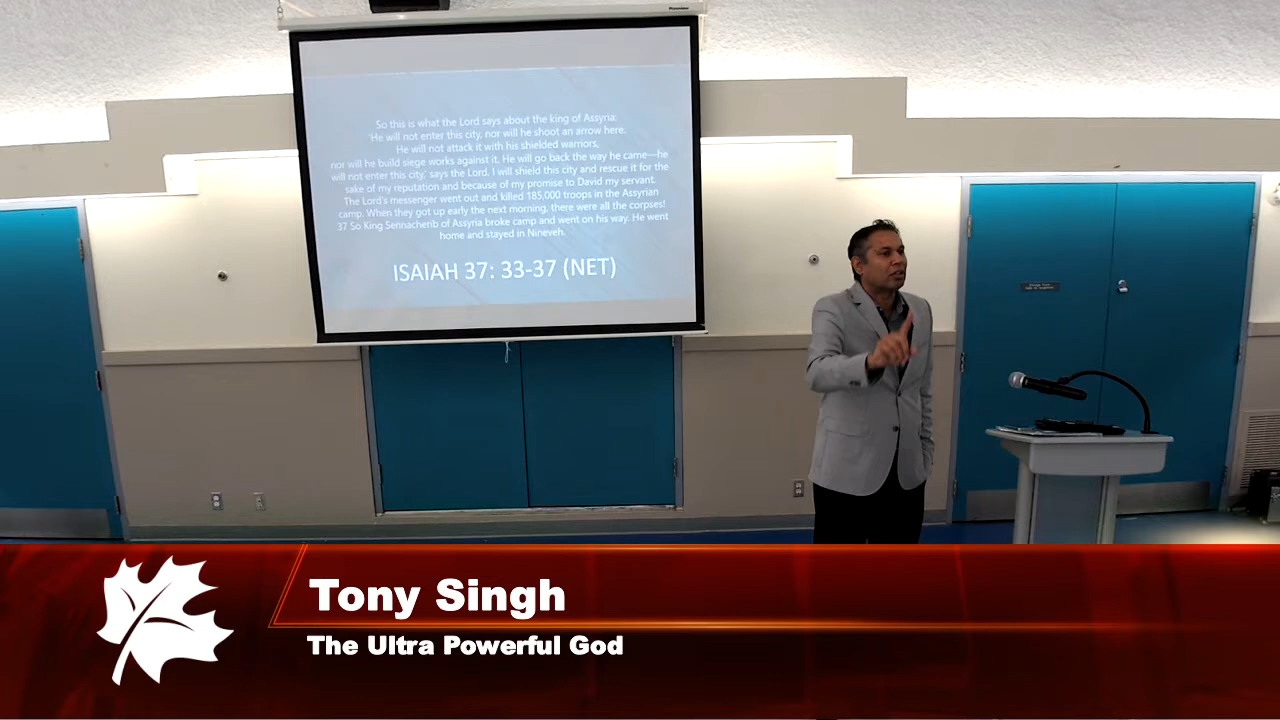 So this is what the Lord says about the king of Assyria:
'He will not enter this city, nor will he shoot an arrow here.
He will not attack it with his shielded warriors,
nor will he build siege works against it. He will go back the way he came—he
will not enter this city,' says the Lord. I will shield this city and rescue it for the
sake of my reputation and because of my promise to David my servant.
The Lord's messenger went out and killed 185,000 troops in the Assyrian
camp. When they got up early the next morning, there were all the corpses!
37 So King Sennacherib of Assyria broke camp and went on his way. He went
home and stayed in Nineveh.
ISAIAH 37: 33-37 (NET)
Tony Singh
The Ultra Powerful God